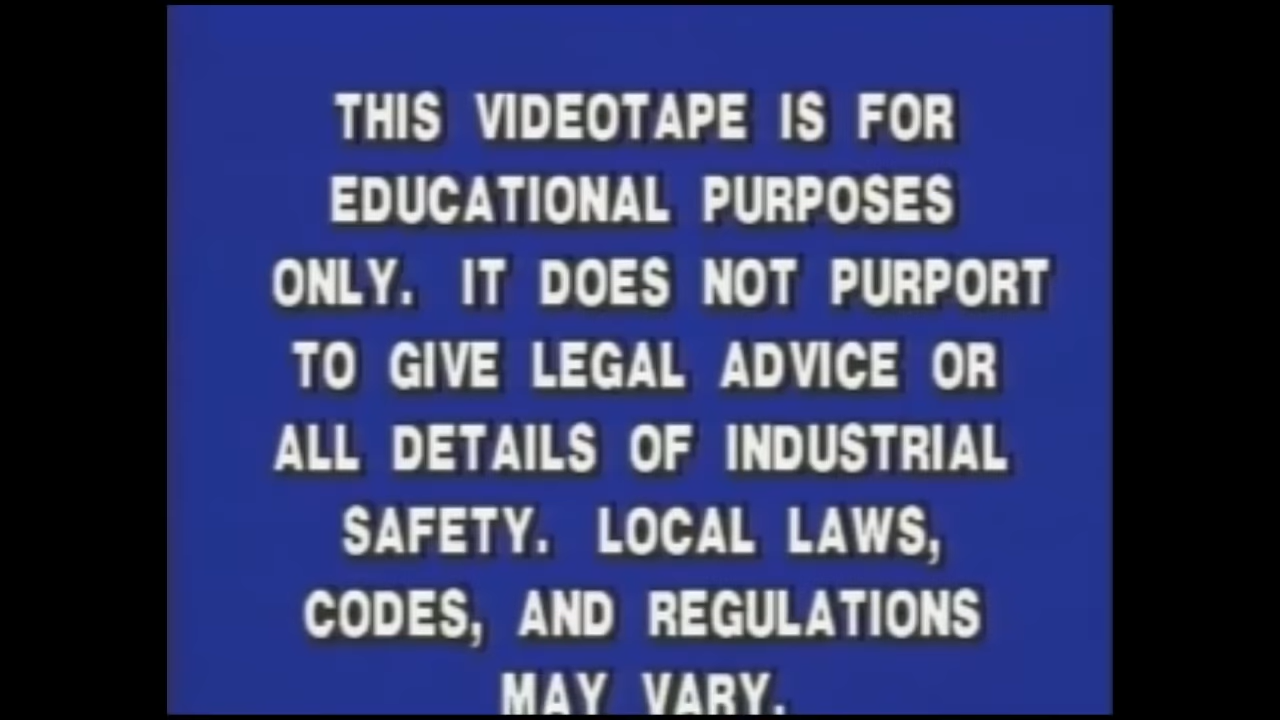 THIS VIDEOTAPE IS FOR
EDUCATIONAL PURPOSES
ONLY. IT DOES NOT PURPORT
TO GIVE LEGAL ADVICE OR
ALL DETAILS OF INDUSTRIAL
SAFETY. LOCAL LAWS,
CODES, AND REGULATIONS
MAY VARY.